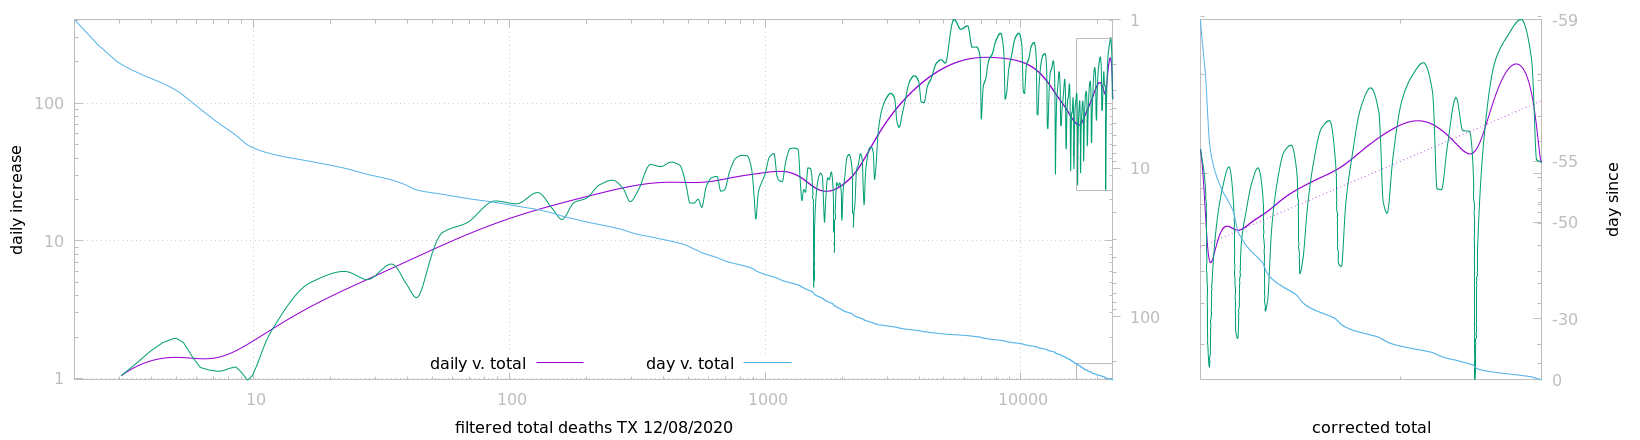 daily increase
100
10
1
10
100
1000
10000
filtered total deaths TX 12/08/2020
daily v. total
day v. total
1
10
100
-59
-55
-50
-30
0
day since
corrected total